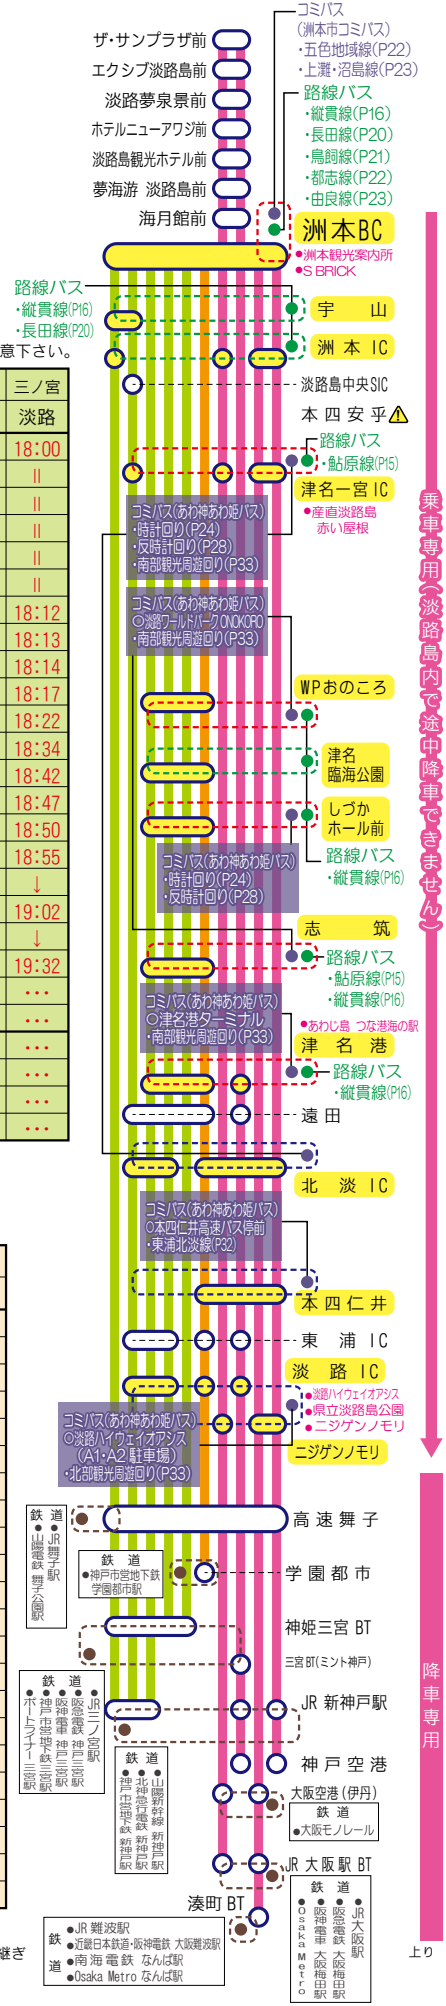 ザ・サンプラザ前
エクシブ淡路島前
淡路夢泉景前
ホテルニューアワジ前
淡路島観光ホテル前
夢海游 淡路島前
海月館前
コミバス
(洲本市コミバス)
・五色地域線(P22)
・上灘・沼島線(P23)
路線バス
・縦貫線(P16)
・長田線(P20)
・鳥飼線(P21)
・都志線(P22)
・由良線(P23)
洲本BC
●洲本観光案内所
●S BRICK
路線バス
・縦貫線(P16)
・長田線(P20)
意下さい。
宇 山
洲本IC
淡路島中央SIC
本四安乎
路線バス
・鮎原線(P15)
津名一宮IC
●産直淡路島
赤い屋根
三ノ宮
淡路
18:00
||
||
||
||
||
18:12
18:13
18:14
18:17
18:22
18:34
18:42
18:47
18:50
18:55
↓
19:02
↓
19:32
…
…
…
…
…
…
コミバス(あわ神あわ姫バス)
・時計回り(P24)
・反時計回り(P28)
・南部観光周遊回り(P33)
コミバス(あわ神あわ姫バス)
○淡路ワールドパークONOKORO
・南部観光周遊回り(P33)
WPおのころ
津名
臨海公園
しづか
ホール前
路線バス
・縦貫線(P16)
コミバス(あわ神あわ姫バス)
・時計回り(P24)
・反時計回り(P28)
志 筑
路線バス
・鮎原線(P15)
・縦貫線(P16)
コミバス(あわ神あわ姫バス)
○津名港ターミナル
・南部観光周遊回り(P33)
●あわじ島 つな港海の駅
津名港
路線バス
・縦貫線(P16)
遠田
北淡IC
コミバス(あわ神あわ姫バス)
○本四仁井高速バス停前
・東浦北淡線(P32)
本四仁井
東浦IC
淡路IC
●淡路ハイウェイオアシス
●県立淡路島公園
●ニジゲンノモリ
コミバス(あわ神あわ姫バス)
○淡路ハイウェイオアシス
(A1・A2駐車場)
・北部観光周遊回り(P33)
ニジゲンノモリ
乗車専用(淡路島内で途中降車できません)
高速舞子
鉄道
●JR舞子駅
●山陽電鉄 舞子公園駅
鉄道
●神戸市営地下鉄
学園都市駅
学園都市
神姫三宮BT
三宮BT(ミント神戸)
鉄道
●JR三ノ宮駅
●阪急電鉄 神戸三宮駅
●阪神電車 神戸三宮駅
●神戸市営地下鉄 三宮駅
●ポートライナー 三宮駅
JR新神戸駅
鉄道
●山陽新幹線 新神戸駅
●北神急行電鉄 新神戸駅
●神戸市営地下鉄 新神戸駅
降車専用
神戸空港
大阪空港(伊丹)
鉄道
●大阪モノレール
JR大阪駅BT
鉄道
●JR大阪駅
●阪急電鉄 大阪梅田駅
●阪神電車 大阪梅田駅
●Osaka Metro
湊町BT
鉄道
●JR難波駅
●近畿日本鉄道・阪神電鉄 大阪難波駅
●南海電鉄 なんば駅
●Osaka Metro なんば駅
継ぎ
上り